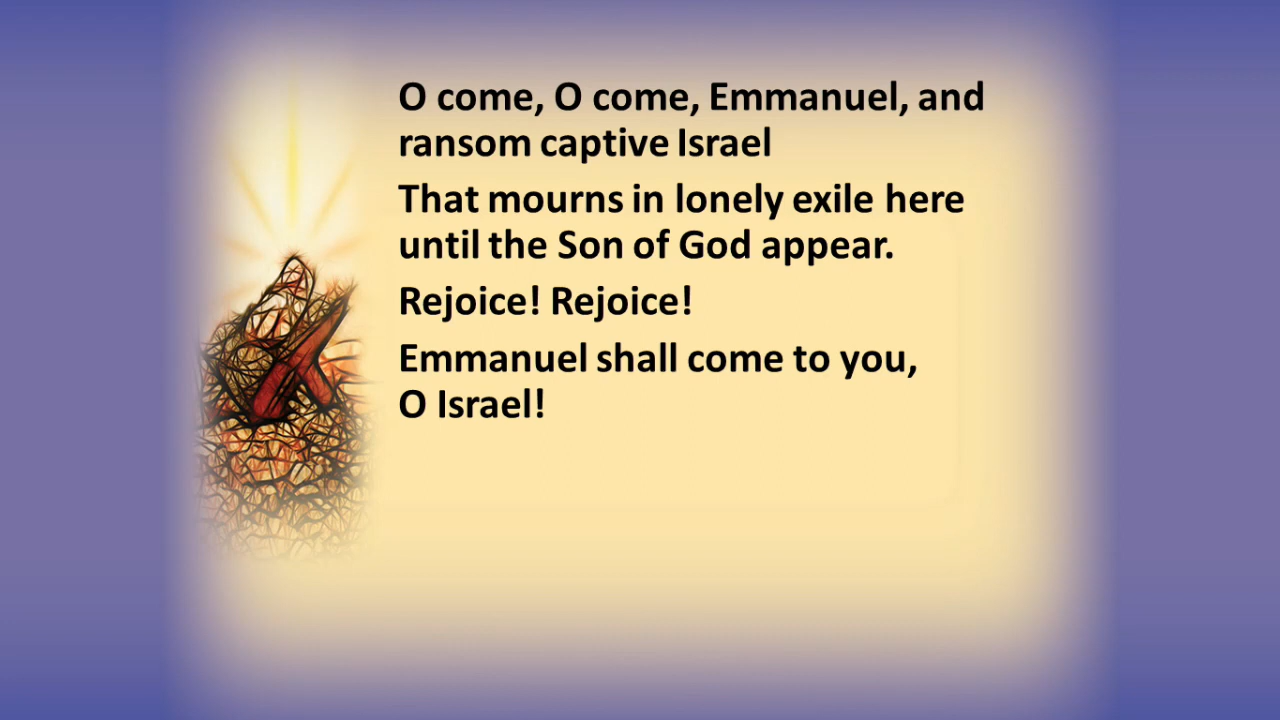 O come, O come, Emmanuel, and
ransom captive Israel
That mourns in lonely exile here
until the Son of God appear.
Rejoice! Rejoice!
Emmanuel shall come to you,
O Israel!